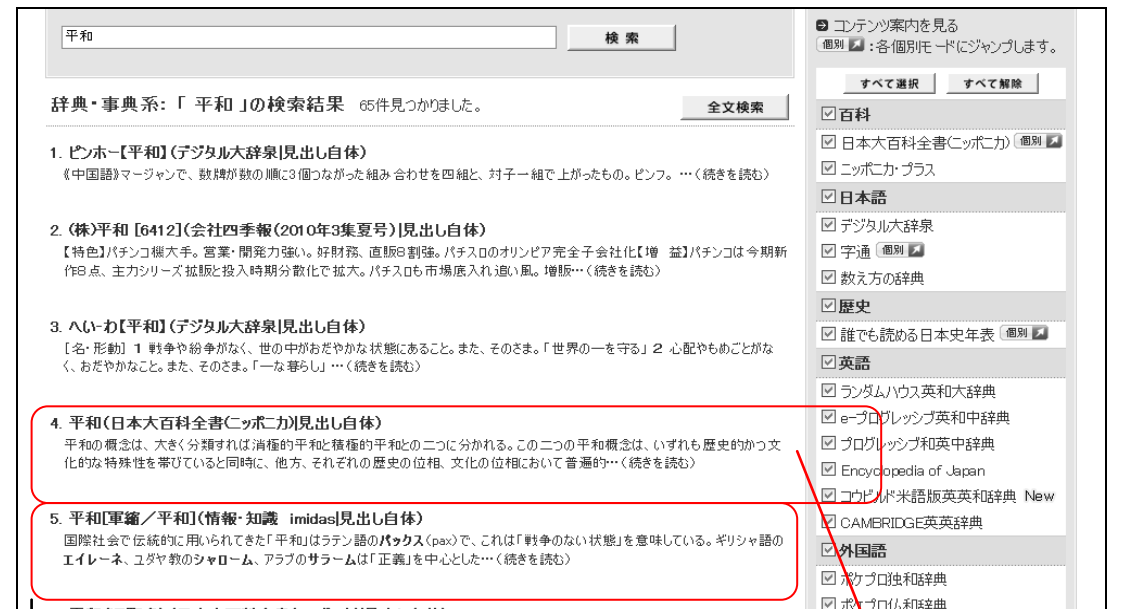 平和
検 索
辞典・事典系:「 平和 」の検索結果 65件見つかりました。
全文検索
1. ピンホー【平和】(デジタル大辞泉|見出し自体)
《中国語》マージャンで、数牌が数の順に3個つながった組み合わせを四組と、対子一組で上がったもの。ピンフ。 …(続きを読む)
2. (株)平和 [6412](会社四季報(2010年3集夏号)|見出し自体)
【特色】パチンコ機大手。営業・開発力強い。好財務、直販8割強。パチスロのオリンピア完全子会社化【増 益】パチンコは今期新
作8点、主力シリーズ拡販と投入時期分散化で拡大。パチスロも市場底入れ追い風。増販…(続きを読む)
3. へい‐わ【平和】(デジタル大辞泉|見出し自体)
[名・形動] 1 戦争や紛争がなく、世の中がおだやかな状態にあること。また、そのさま。「世界の―を守る」 2 心配やもめごとがな
く、おだやかなこと。また、そのさま。「―な暮らし」 …(続きを読む)
4. 平和(日本大百科全書(ニッポニカ)|見出し自体)
平和の概念は、大きく分類すれば消極的平和と積極的平和との二つに分かれる。この二つの平和概念は、いずれも歴史的かつ文
化的な特殊性を帯びていると同時に、他方、それぞれの歴史の位相、文化の位相において普遍的…(続きを読む)
5. 平和[軍縮／平和](情報・知識 imidas|見出し自体)
国際社会で伝統的に用いられてきた「平和」はラテン語のパックス(pax)で、これは「戦争のない状態」を意味している。ギリシャ語の
エイレーネ、ユダヤ教のシャローム、アラブのサラームは「正義」を中心とした…(続きを読む)
コンテンツ案内を見る
個別 :各個別モードにジャンプします。
すべて選択 すべて解除
百科
日本大百科全書(ニッポニカ) 個別
ニッポニカ・プラス
日本語
デジタル大辞泉
字通 個別
数え方の辞典
歴史
誰でも読める日本史年表 個別
英語
ランダムハウス英和大辞典
e-プログレッシブ英和中辞典
プログレッシブ和英中辞典
Encyclopedia of Japan
コウビルド米語版英英和辞典 New
CAMBRIDGE英英辞典
外国語
ポケプロ独和辞典
ポケプロ仏和辞典